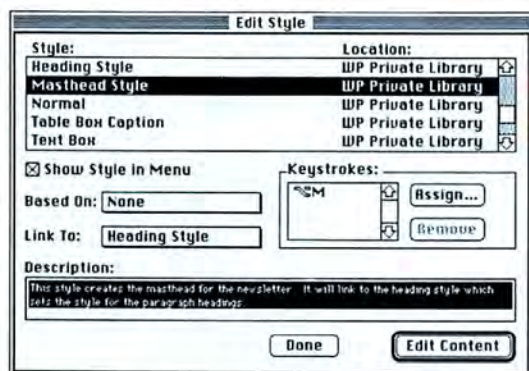 Edit Style
Style: Location:
Heading Style WP Private Library
Masthead Style WP Private Library
Normal WP Private Library
Table Box Caption WP Private Library
Text Box WP Private Library
Show Style in Menu
Based On: None
Link To: Heading Style
Keystrokes:
⌥M
Assign...
Remove
Description:
This style creates the masthead for the newsletter. It will link to the heading style which
sets the style for the paragraph headings.
Done
Edit Content